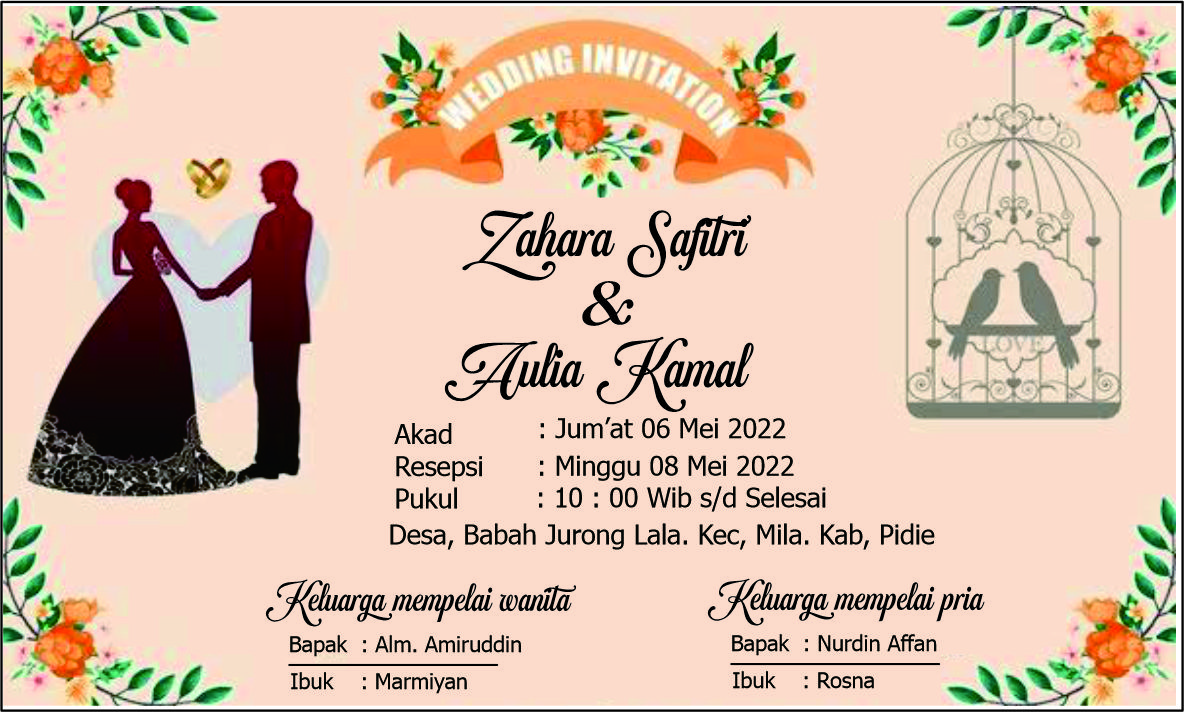 WEDDING INVITATION
Zahara Safitri
&
Aulia Kamal
Akad : Jum'at 06 Mei 2022
Resepsi : Minggu 08 Mei 2022
Pukul : 10 : 00 Wib s/d Selesai
Desa, Babah Jurong Lala. Kec, Mila. Kab, Pidie
LOVE
Keluarga mempelai wanita
Bapak : Alm. Amiruddin
Ibuk : Marmiyan
Keluarga mempelai pria
Bapak : Nurdin Affan
Ibuk : Rosna